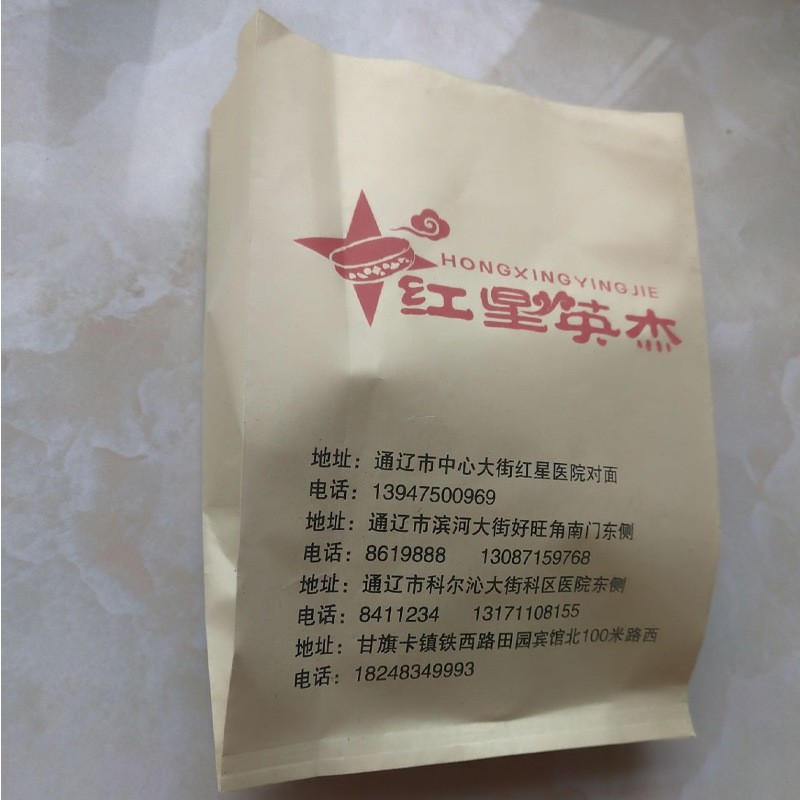 HONGXINGYINGJIE
红星筷杰
地址：通辽市中心大街红星医院对面
电话：13947500969
地址：通辽市滨河大街好旺角南门东侧
电话：8619888 13087159768
地址：通辽市科尔沁大街科区医院东侧
电话：8411234 13171108155
地址：甘旗卡镇铁西路田园宾馆北100米路西
电话：18248349993